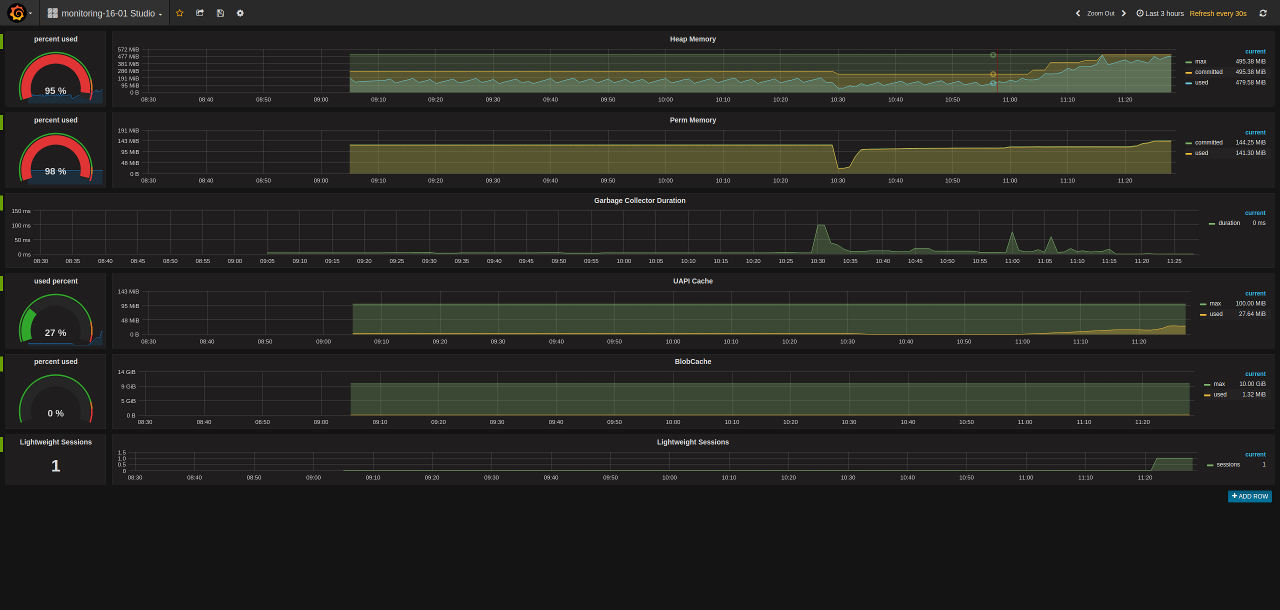 monitoring-16-01 Studio
Zoom Out
Last 3 hours Refresh every 30s
percent used
95 %
Heap Memory
572 MiB
477 MiB
381 MiB
286 MiB
191 MiB
95 MiB
0 B
08:30 08:40 08:50 09:00 09:10 09:20 09:30 09:40 09:50 10:00 10:10 10:20 10:30 10:40 10:50 11:00 11:10 11:20
current
max 495.38 MiB
committed 495.38 MiB
used 479.58 MiB
percent used
98 %
Perm Memory
191 MiB
143 MiB
95 MiB
48 MiB
0 B
08:30 08:40 08:50 09:00 09:10 09:20 09:30 09:40 09:50 10:00 10:10 10:20 10:30 10:40 10:50 11:00 11:10 11:20
current
committed 144.25 MiB
used 141.30 MiB
Garbage Collector Duration
150 ms
100 ms
50 ms
0 ms
08:30 08:35 08:40 08:45 08:50 08:55 09:00 09:05 09:10 09:15 09:20 09:25 09:30 09:35 09:40 09:45 09:50 09:55 10:00 10:05 10:10 10:15 10:20 10:25 10:30 10:35 10:40 10:45 10:50 10:55 11:00 11:05 11:10 11:15 11:20 11:25
current
duration 0 ms
used percent
27 %
UAPI Cache
143 MiB
95 MiB
48 MiB
0 B
08:30 08:40 08:50 09:00 09:10 09:20 09:30 09:40 09:50 10:00 10:10 10:20 10:30 10:40 10:50 11:00 11:10 11:20
current
max 100.00 MiB
used 27.64 MiB
percent used
0 %
BlobCache
14 GiB
9 GiB
5 GiB
0 B
08:30 08:40 08:50 09:00 09:10 09:20 09:30 09:40 09:50 10:00 10:10 10:20 10:30 10:40 10:50 11:00 11:10 11:20
current
max 10.00 GiB
used 1.32 MiB
Lightweight Sessions
1
Lightweight Sessions
1.5
1.0
0.5
0
08:30 08:40 08:50 09:00 09:10 09:20 09:30 09:40 09:50 10:00 10:10 10:20 10:30 10:40 10:50 11:00 11:10 11:20
current
sessions 1
ADD ROW